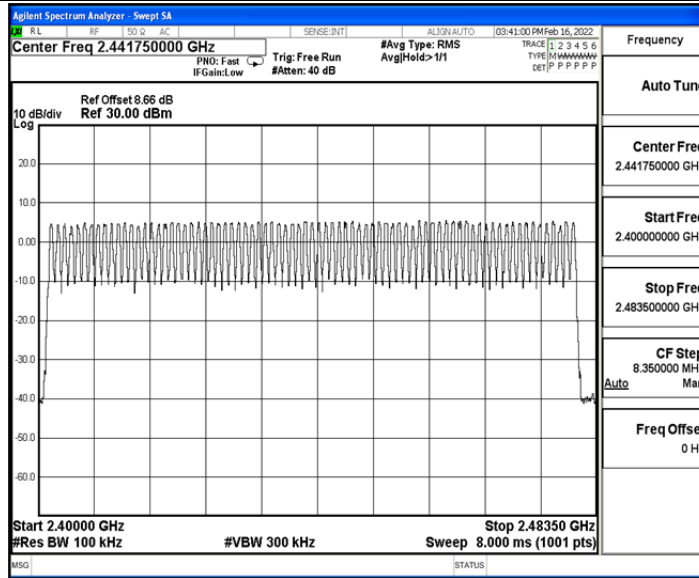 Agilent Spectrum Analyzer - Swept SA
RL RF 50 Ω AC SENSE:INT ALIGNAUTO 03:41:00 PM Feb 16, 2022
Center Freq 2.441750000 GHz #Avg Type: RMS TRACE 1 2 3 4 5 6
PNO: Fast Trig: Free Run Avg|Hold:> 1/1 TYPE M WWWWW
IFGain:Low #Atten: 40 dB DET P P P P P P
Ref Offset 8.66 dB
10 dB/div Ref 30.00 dBm
Log
20.0
10.0
0.00
-10.0
-20.0
-30.0
-40.0
-50.0
-60.0
Start 2.40000 GHz Stop 2.48350 GHz
#Res BW 100 kHz #VBW 300 kHz Sweep 8.000 ms (1001 pts)
MSG STATUS
Frequency
Auto Tun
Center Fre
2.441750000 GH
Start Fre
2.400000000 GH
Stop Fre
2.483500000 GH
CF Step
8.350000 MH
Auto Ma
Freq Offse
0 H